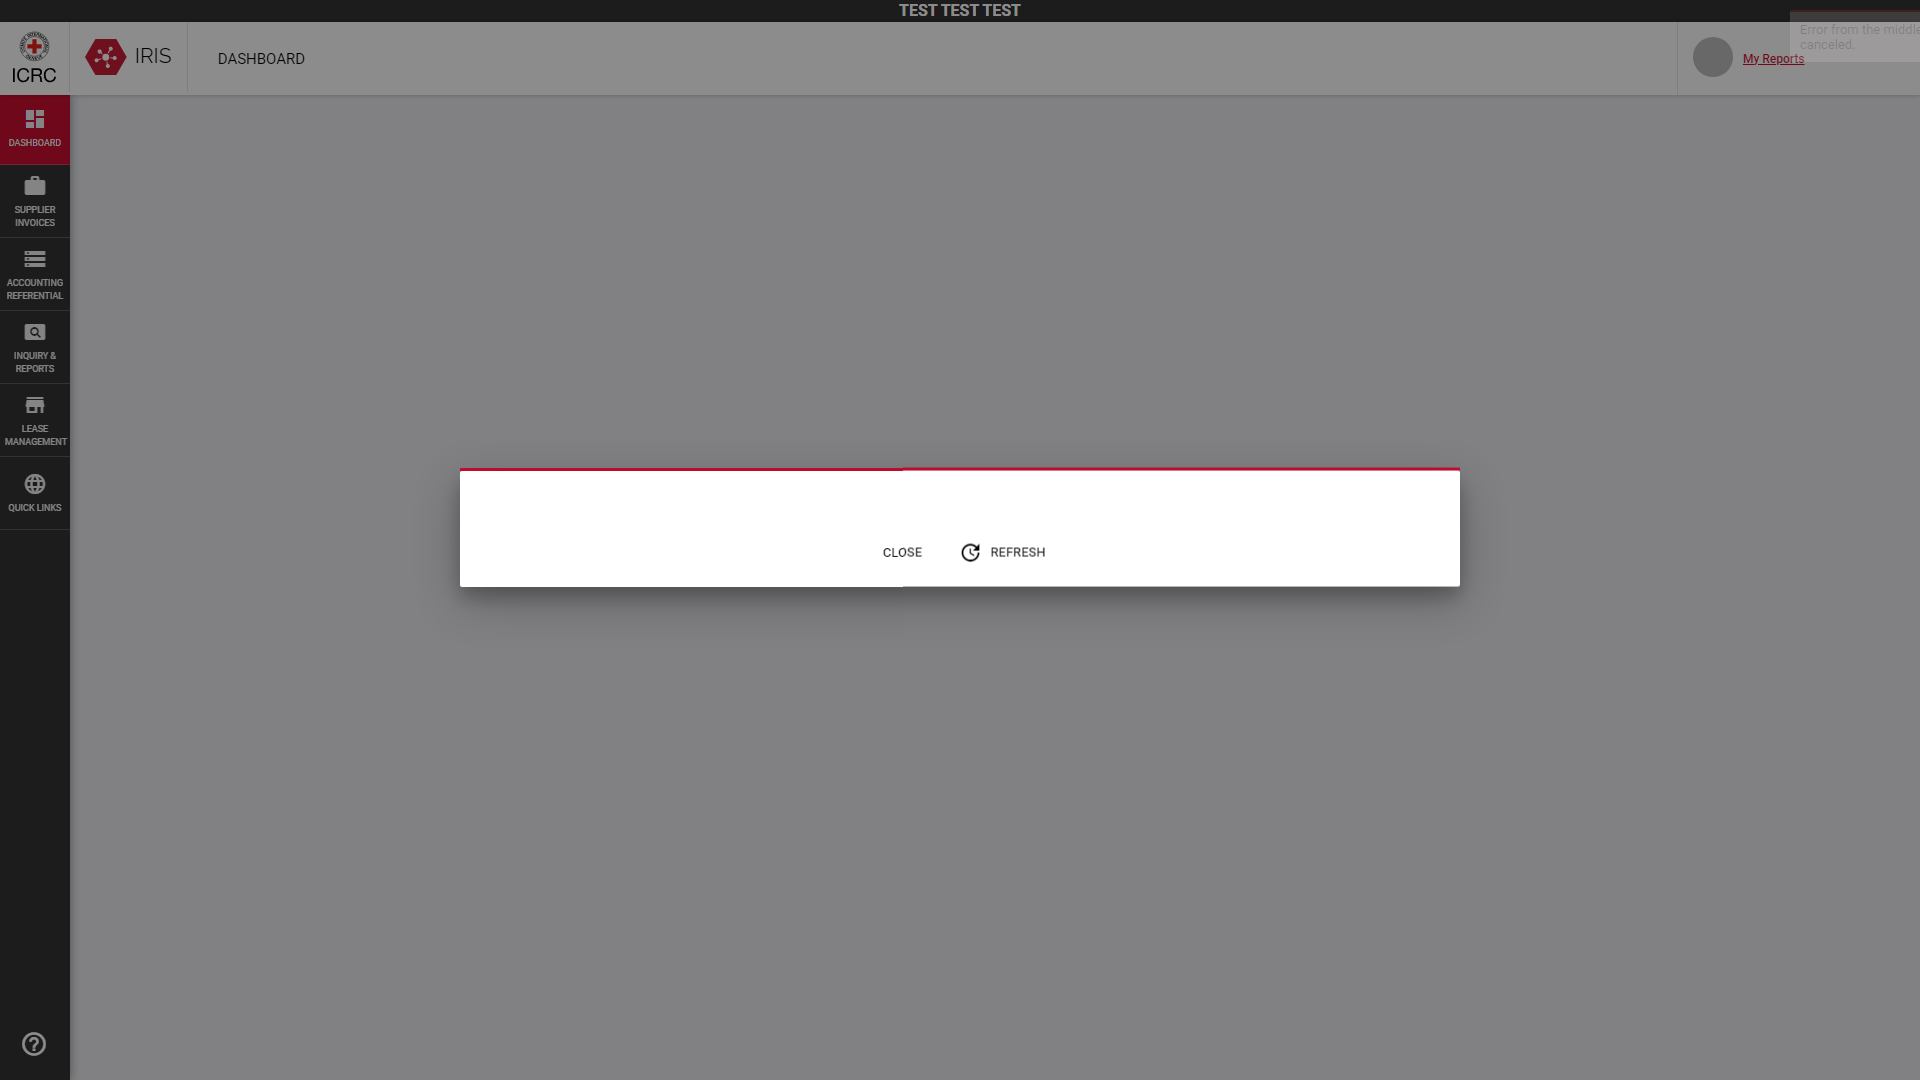 TEST TEST TEST
ICRC
IRIS
DASHBOARD
Error from the middle
canceled.
My Reports
DASHBOARD
SUPPLIER
INVOICES
ACCOUNTING
REFERENTIAL
INQUIRY &
REPORTS
LEASE
MANAGEMENT
QUICK LINKS
CLOSE
REFRESH